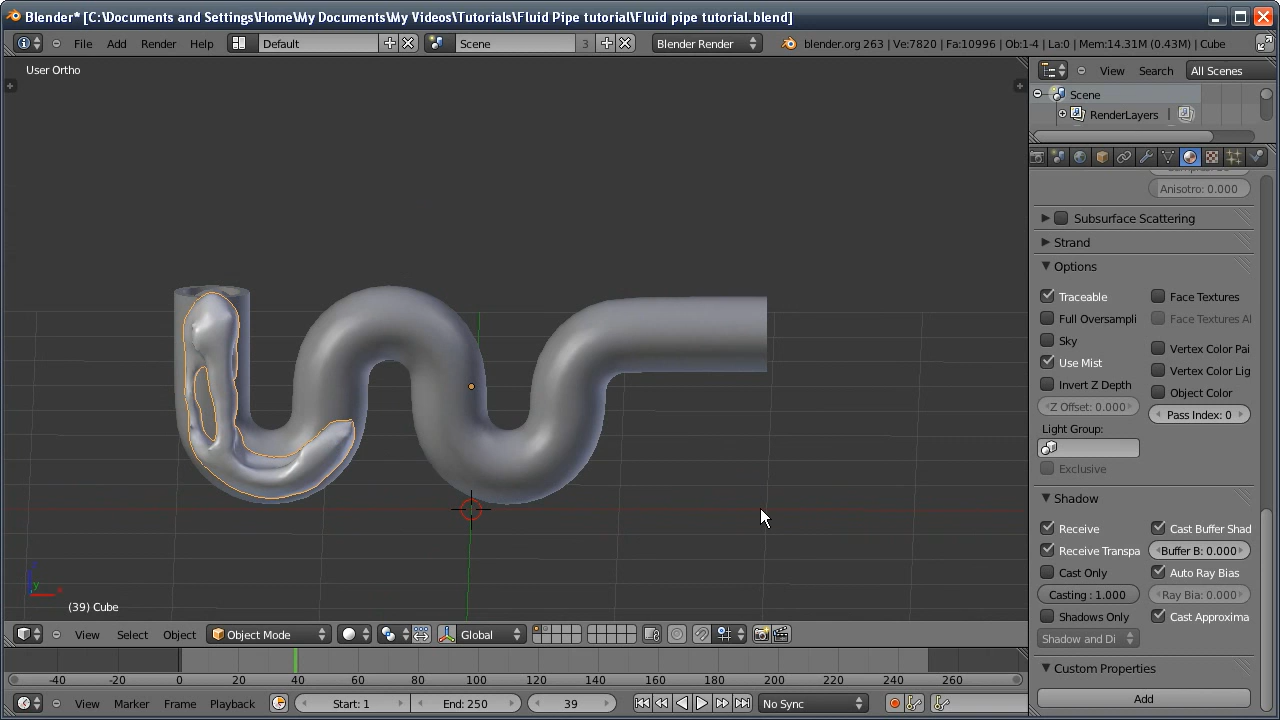 Blender* [C:\Documents and Settings\Home\My Documents\My Videos\Tutorials\Fluid Pipe tutorial\Fluid pipe tutorial.blend]
File Add Render Help Default Scene 3 Blender Render blender.org 263 | Ve:7820 | Fa:10996 | Ob:1-4 | La:0 | Mem:14.31M (0.43M) | Cube
User Ortho
View Search All Scenes
Scene
RenderLayers |
Anisotro: 0.000
Subsurface Scattering
Strand
Options
Traceable Face Textures
Full Oversampli Face Textures Al
Sky
Vertex Color Pai
Use Mist
Vertex Color Lig
Invert Z Depth
Object Color
Z Offset: 0.000
Pass Index: 0
Light Group:
Exclusive
Shadow
Receive Cast Buffer Shad
Receive Transpa Buffer B: 0.000
Cast Only Auto Ray Bias
Casting : 1.000 Ray Bia: 0.000
Shadows Only Cast Approxima
Shadow and Di
Custom Properties
Add
z
y
x
(39) Cube
View Select Object Object Mode Global
-40 -20 0 20 40 60 80 100 120 140 160 180 200 220 240 260
View Marker Frame Playback Start: 1 End: 250 39 No Sync